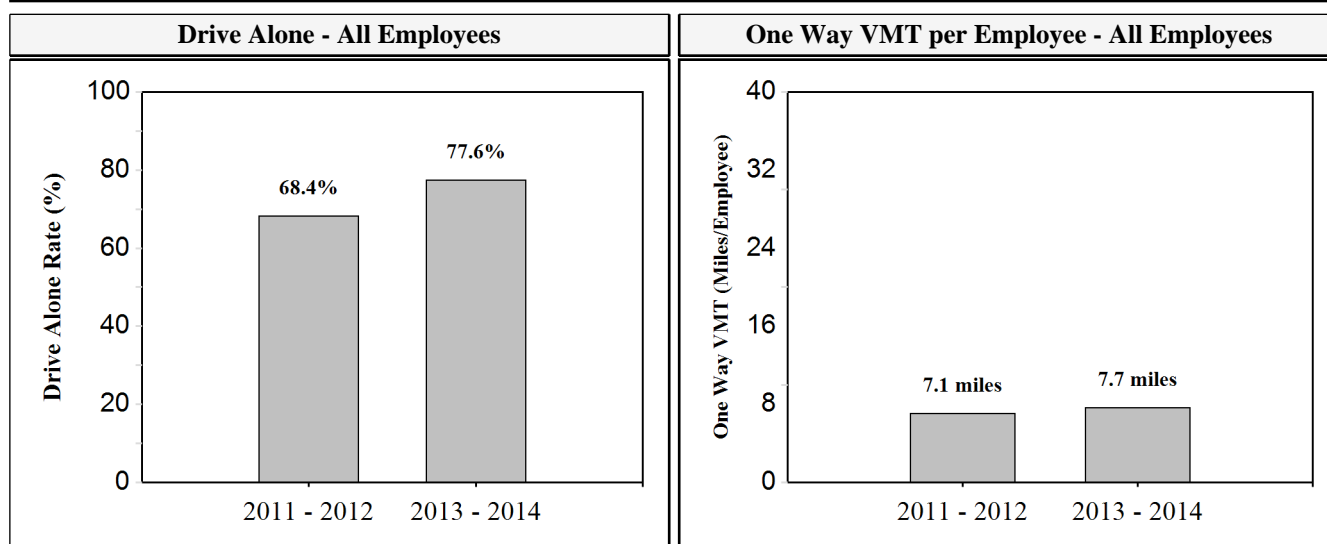 Drive Alone - All Employees
One Way VMT per Employee - All Employees
Drive Alone Rate (%)
100
80
60
40
20
0
68.4%
77.6%
2011 - 2012
2013 - 2014
One Way VMT (Miles/Employee)
40
32
24
16
8
0
7.1 miles
7.7 miles
2011 - 2012
2013 - 2014